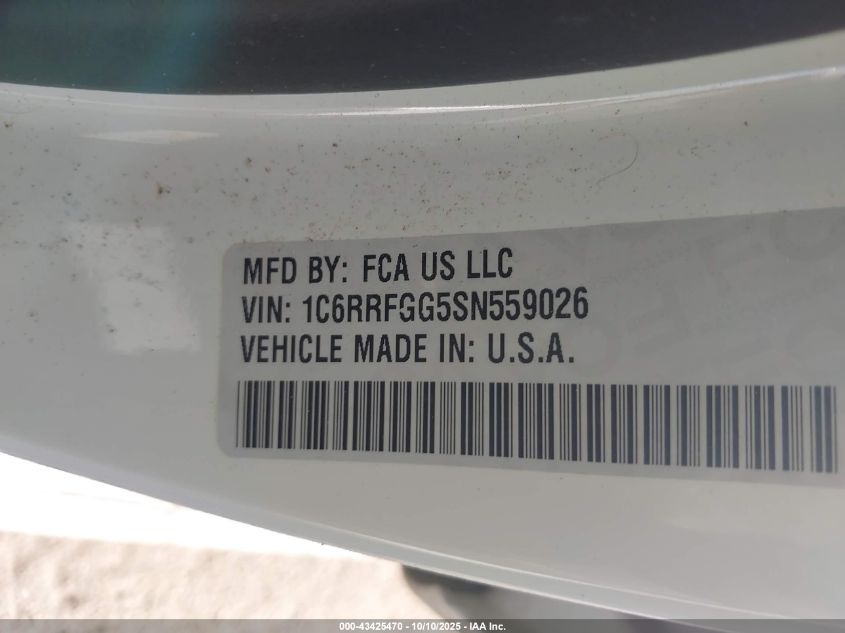 MFD BY: FCA US LLC
VIN: 1C6RRFGG5SN559026
VEHICLE MADE IN: U.S.A.
000-43425470 - 10/10/2025 - IAA Inc.